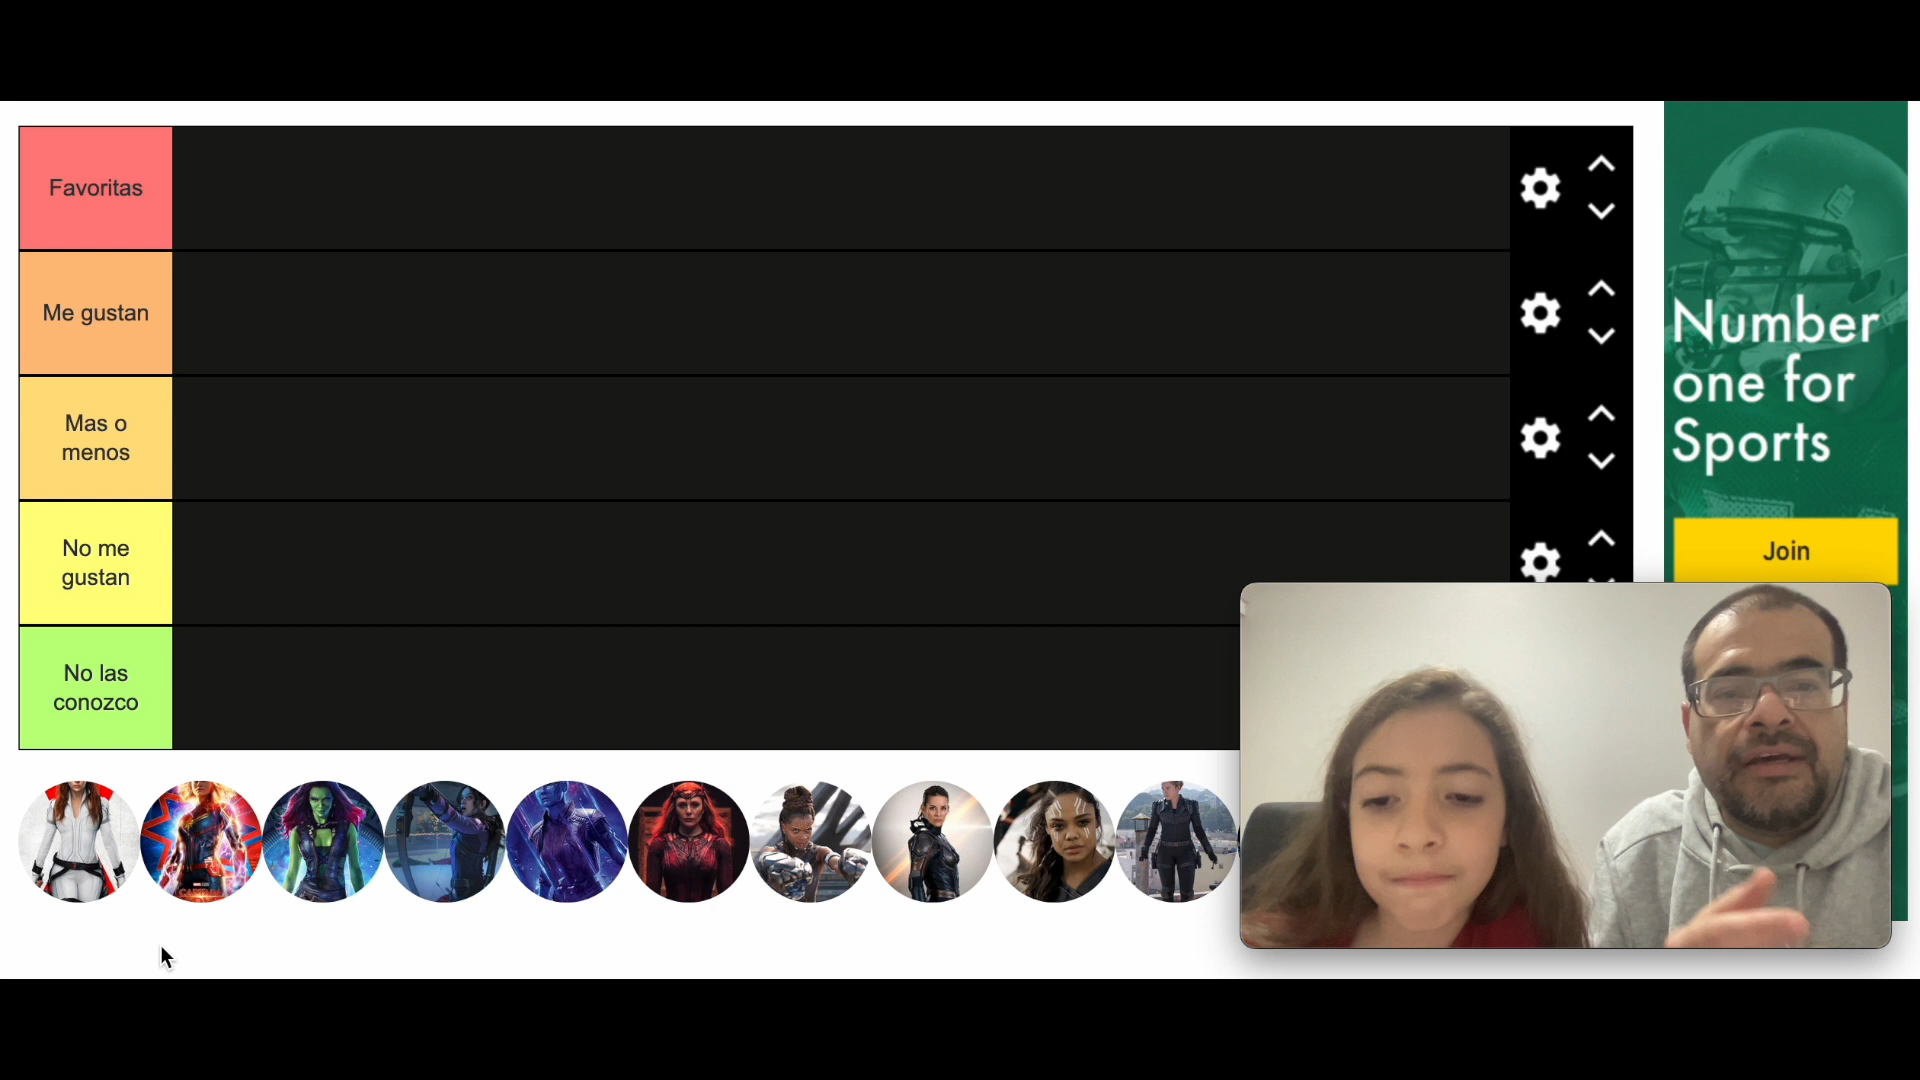 Favoritas
Me gustan
Mas o
menos
No me
gustan
No las
conozco
Number
one for
Sports
Join